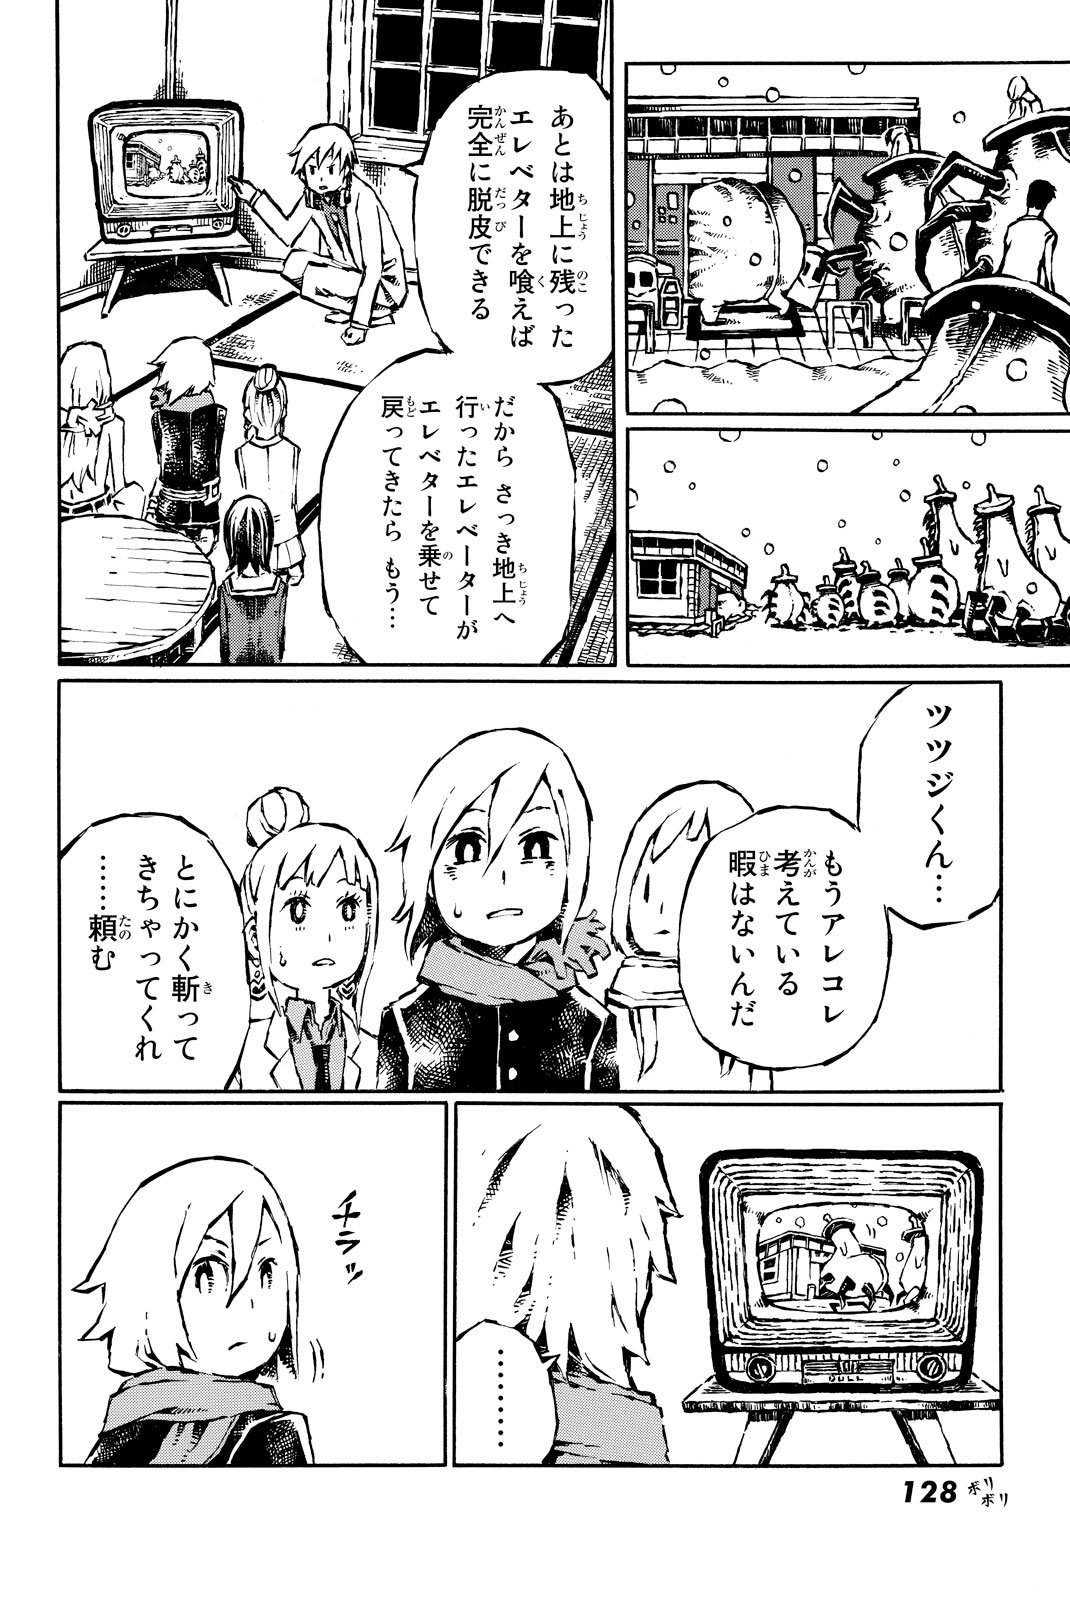 あとは地上に残った
エレベターを喰えば
完全に脱皮できる
だから さっき地上へ
行ったエレベーターが
エレベターを乗せて
戻ってきたら もう…
ツツジくん…
もうアレコレ
考えている
暇はないんだ
とにかく斬って
きちゃってくれ
……頼む
………
BULL
チラッ
128
ボリボリ